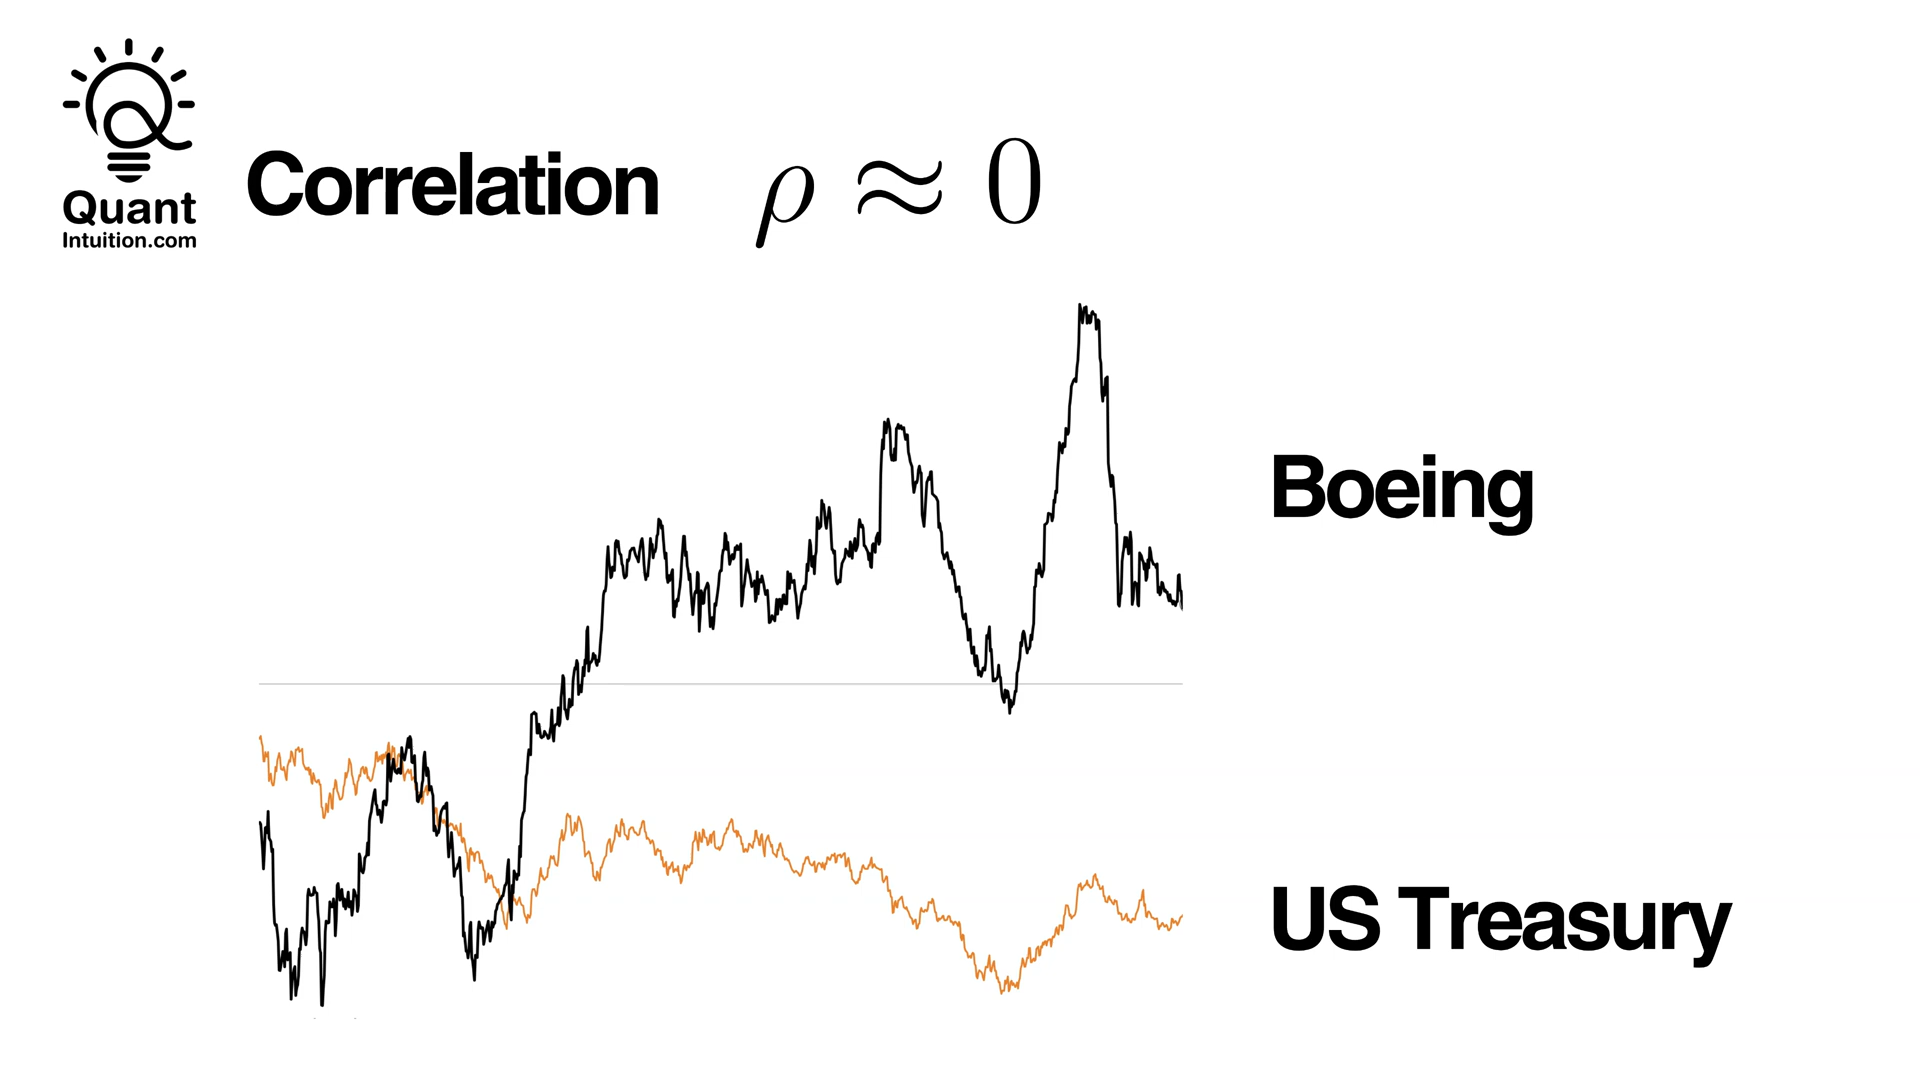 Quant
Intuition.com
Correlation ρ ≈ 0
Boeing
US Treasury